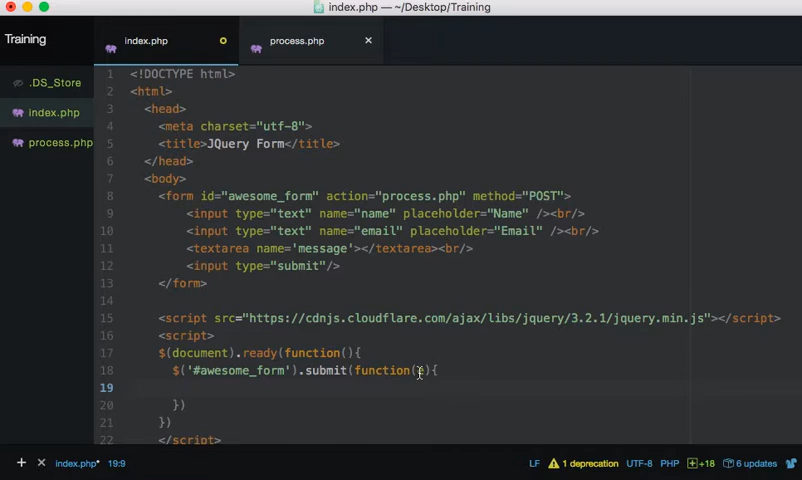 index.php — ~/Desktop/Training
Training
index.php
process.php
.DS_Store
index.php
process.php
1 <!DOCTYPE html>
2 <html>
3 <head>
4 <meta charset="utf-8">
5 <title>JQuery Form</title>
6 </head>
7 <body>
8 <form id="awesome_form" action="process.php" method="POST">
9 <input type="text" name="name" placeholder="Name" /><br/>
10 <input type="text" name="email" placeholder="Email" /><br/>
11 <textarea name='message'></textarea><br/>
12 <input type="submit"/>
13 </form>
14
15 <script src="https://cdnjs.cloudflare.com/ajax/libs/jquery/3.2.1/jquery.min.js"></script>
16 <script>
17 $(document).ready(function(){
18 $('#awesome_form').submit(function(e){
19
20 })
21 })
22 </script>
index.php* 19:9 LF 1 deprecation UTF-8 PHP +18 6 updates